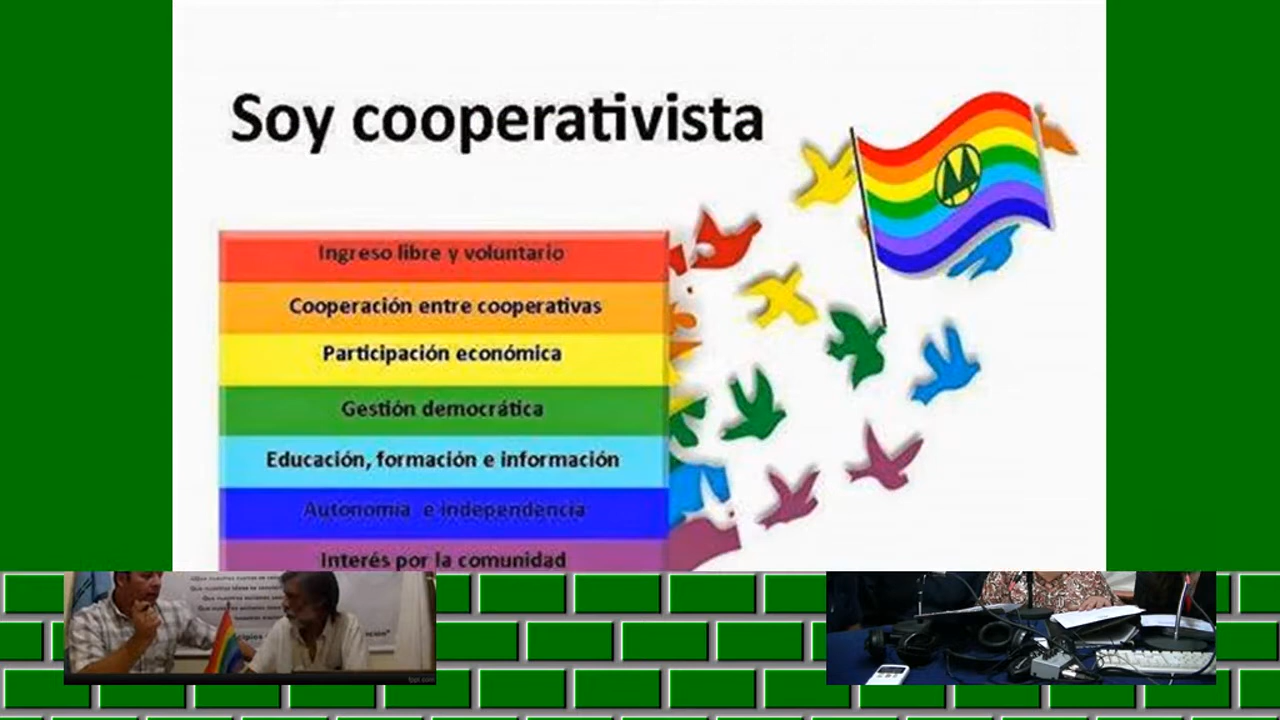 Soy cooperativista
Ingreso libre y voluntario
Cooperación entre cooperativas
Participación económica
Gestión democrática
Educación, formación e información
Autonomía e independencia
Interés por la comunidad